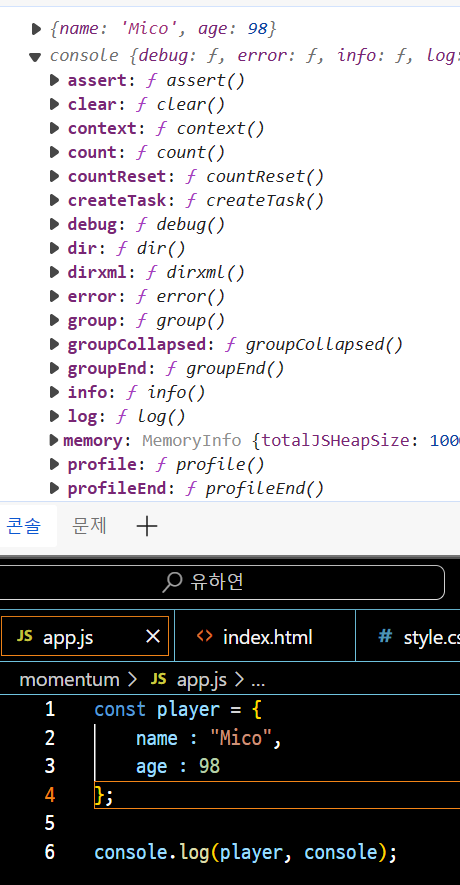 {name: 'Mico', age: 98}
console {debug: ƒ, error: ƒ, info: ƒ, log:
assert: ƒ assert()
clear: ƒ clear()
context: ƒ context()
count: ƒ count()
countReset: ƒ countReset()
createTask: ƒ createTask()
debug: ƒ debug()
dir: ƒ dir()
dirxml: ƒ dirxml()
error: ƒ error()
group: ƒ group()
groupCollapsed: ƒ groupCollapsed()
groupEnd: ƒ groupEnd()
info: ƒ info()
log: ƒ log()
memory: MemoryInfo {totalJSHeapSize: 1000
profile: ƒ profile()
profileEnd: ƒ profileEnd()
콘솔 문제 +
유하연
JS app.js × <> index.html # style.cs
momentum > JS app.js > ...
1 const player = {
2 name : "Mico",
3 age : 98
4 };
5
6 console.log(player, console);